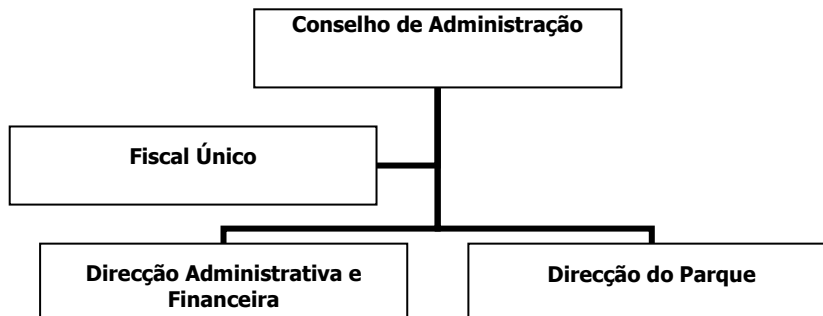 Conselho de Administração
Fiscal Único
Direcção Administrativa e
Financeira
Direcção do Parque